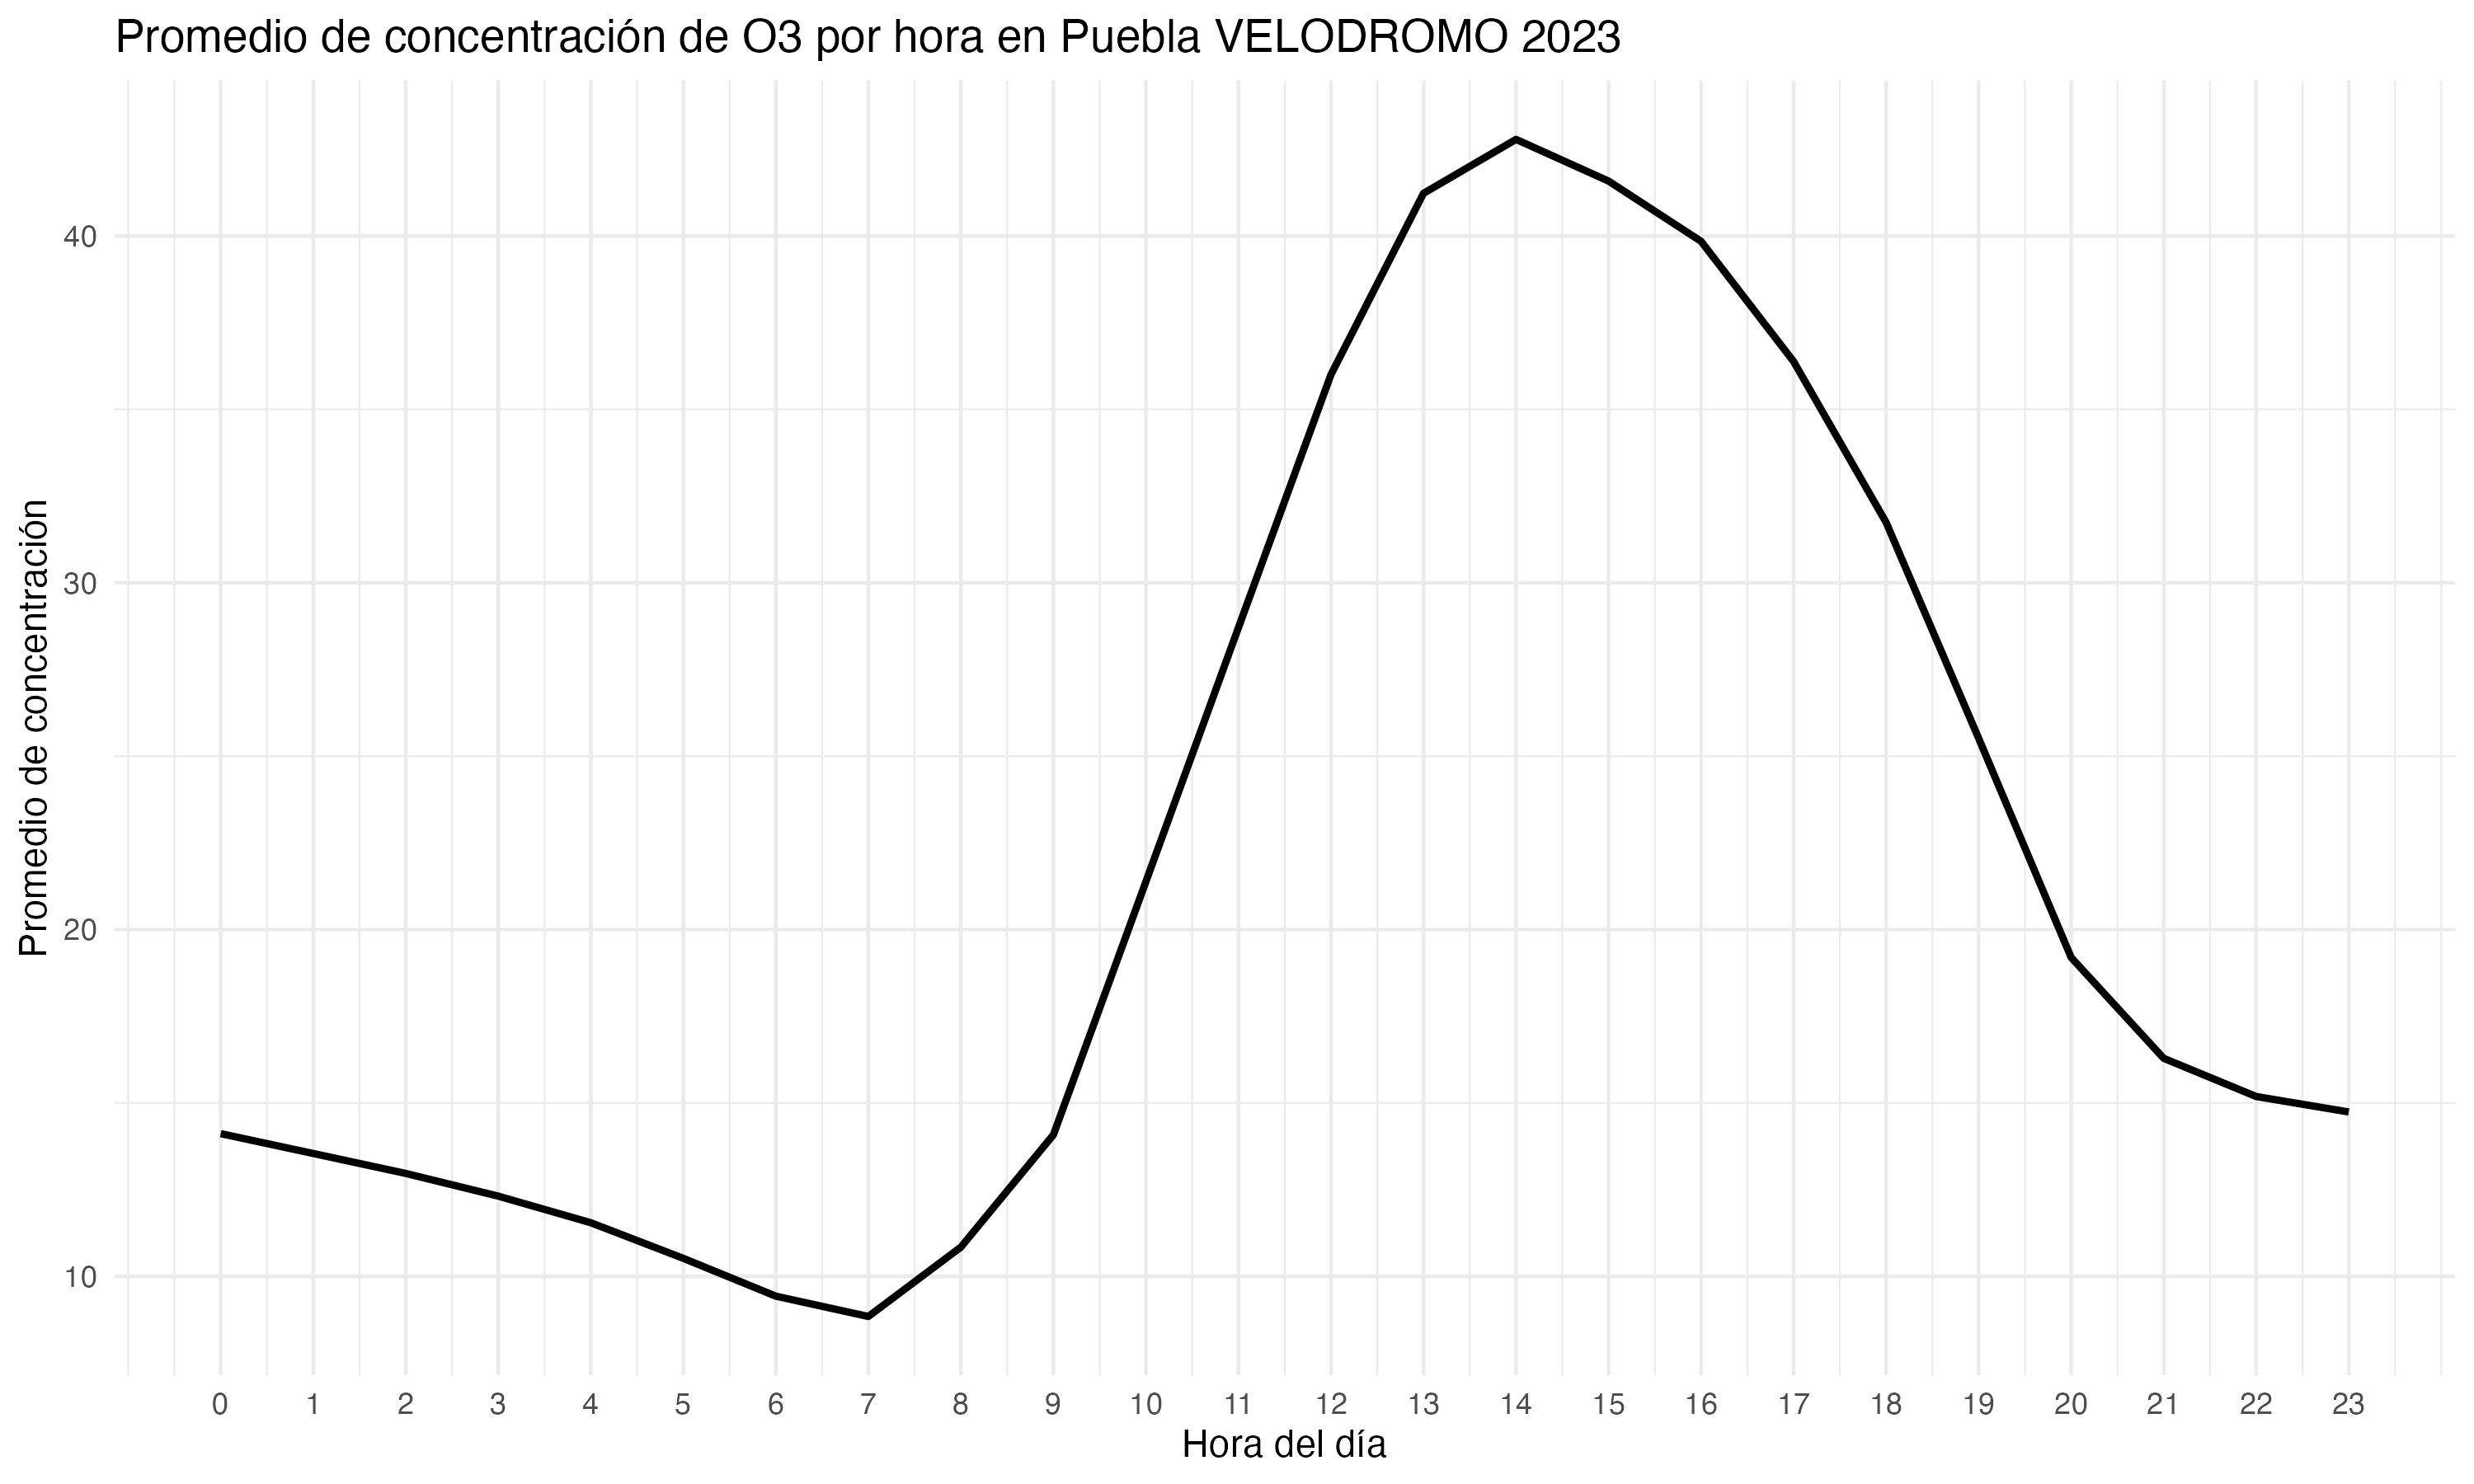 Promedio de concentración de O3 por hora en Puebla VELODROMO 2023
Promedio de concentración
40
30
20
10
0 1 2 3 4 5 6 7 8 9 10 11 12 13 14 15 16 17 18 19 20 21 22 23
Hora del día